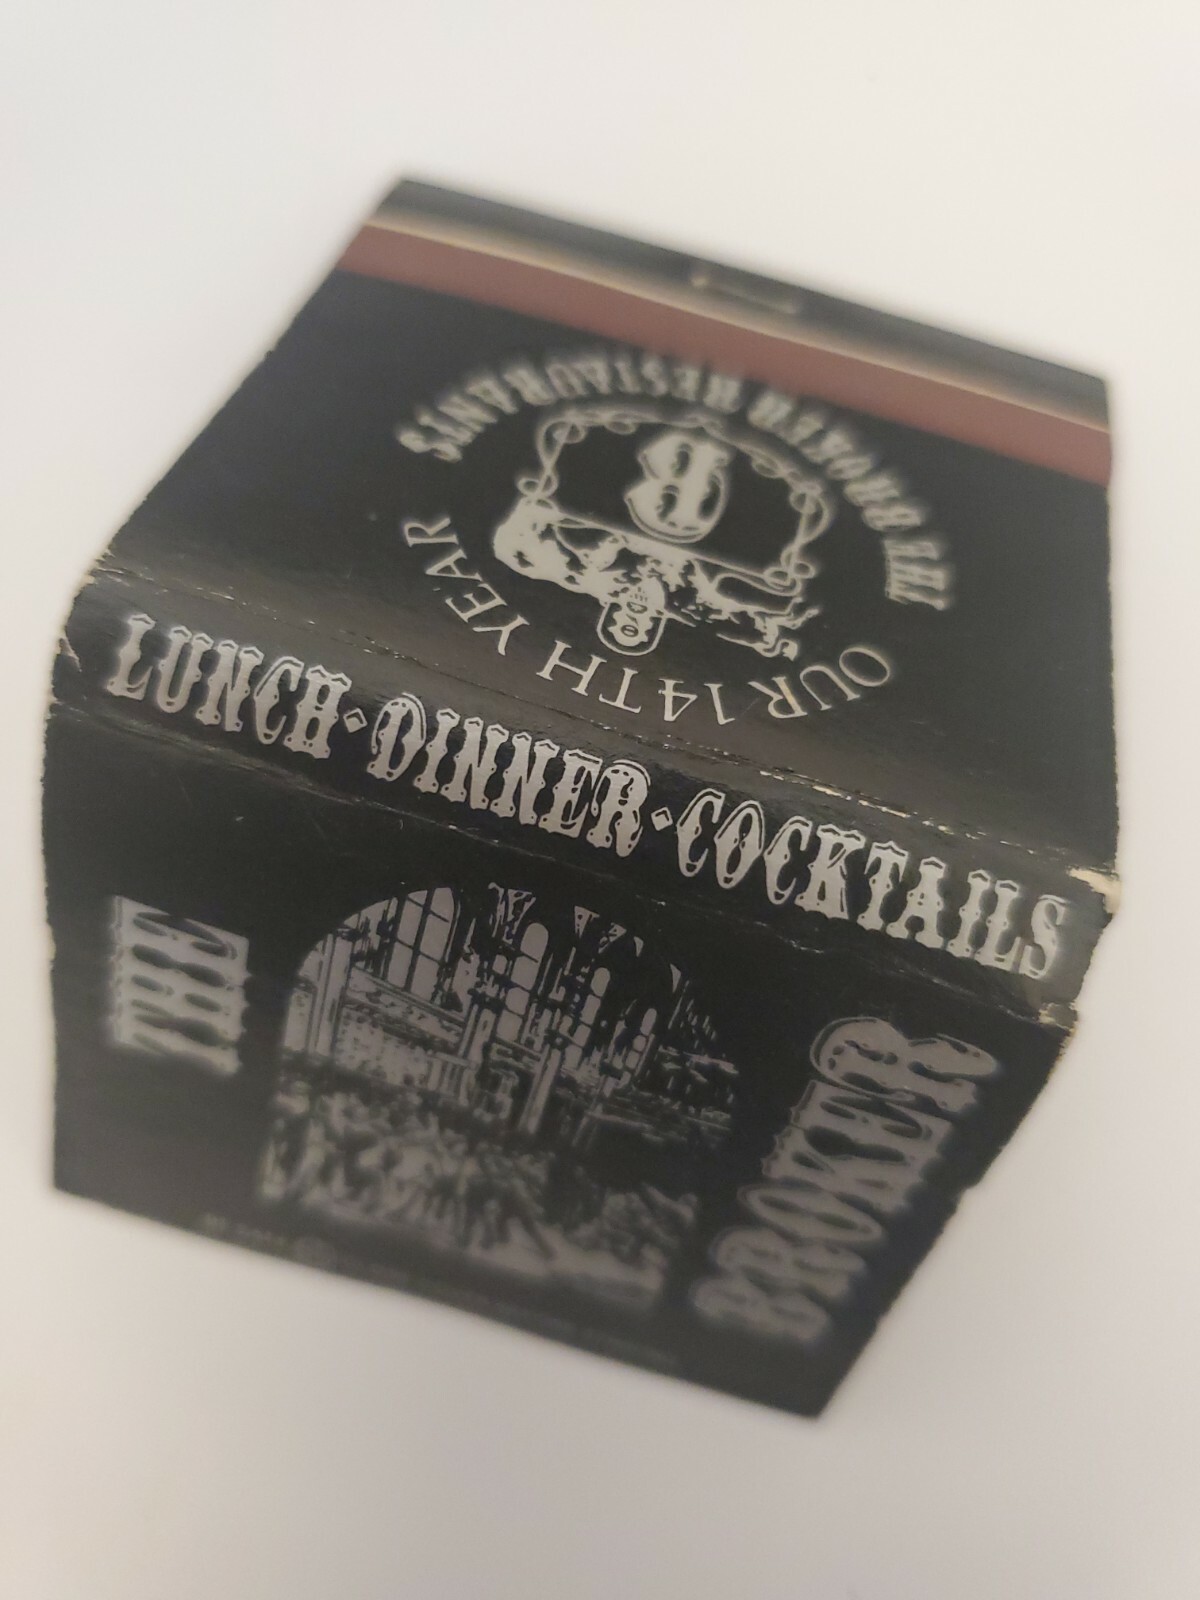 THE BROKER RESTAURANTS
OUR 14TH YEAR
LUNCH·DINNER·COCKTAILS
THE
BROKER